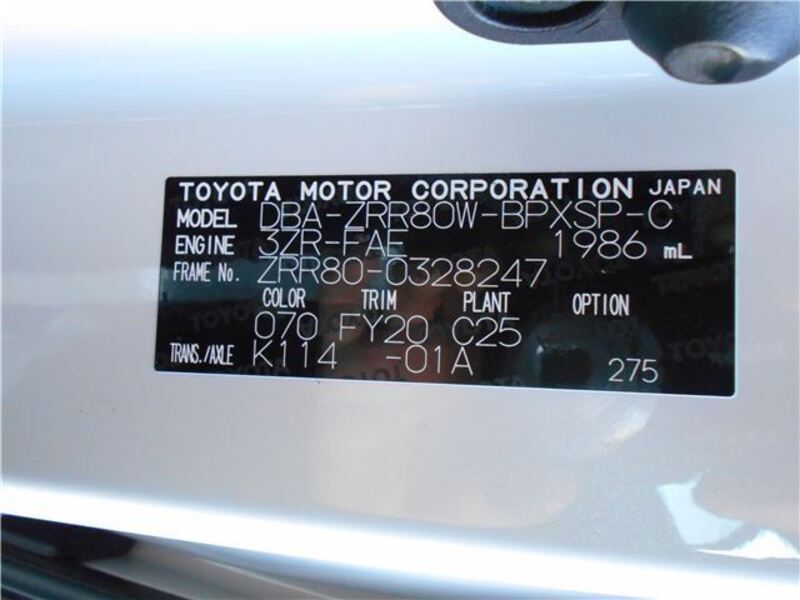 TOYOTA MOTOR CORPORATION JAPAN
MODEL DBA-ZRR80W-BPXSP-C
ENGINE 3ZR-FAE 1986 mL
FRAME No. ZRR80-0328247
COLOR TRIM PLANT OPTION
070 FY20 C25
TRANS./AXLE K114 -01A 275